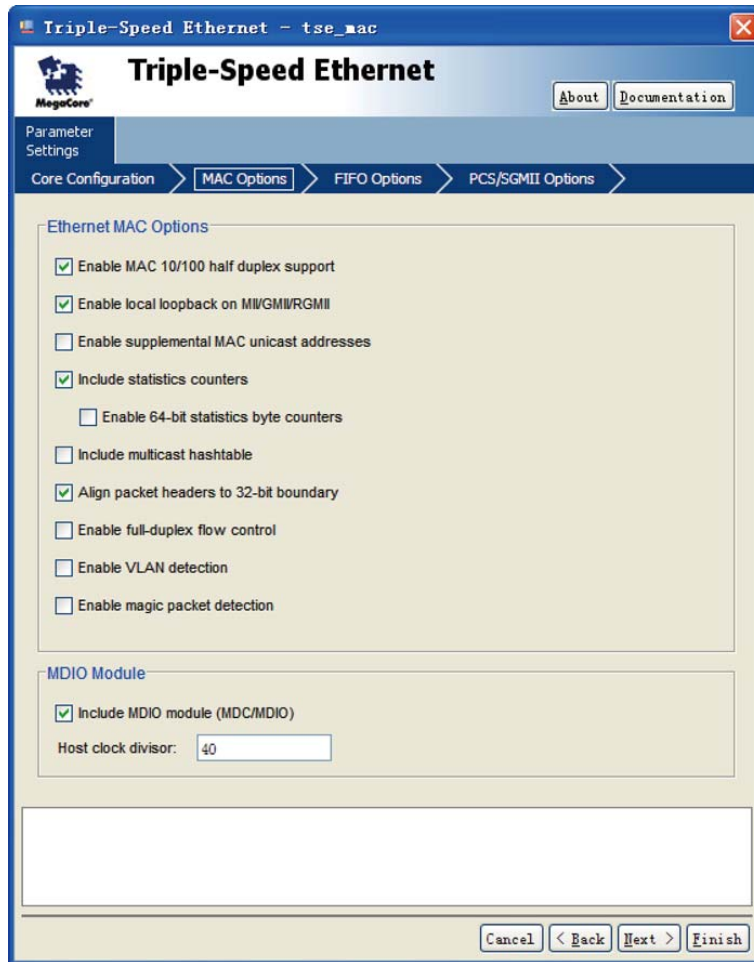 Triple-Speed Ethernet - tse_mac
Triple-Speed Ethernet
MegaCore®
About
Documentation
Parameter
Settings
Core Configuration
MAC Options
FIFO Options
PCS/SGMII Options
Ethernet MAC Options
Enable MAC 10/100 half duplex support
Enable local loopback on MII/GMII/RGMII
Enable supplemental MAC unicast addresses
Include statistics counters
Enable 64-bit statistics byte counters
Include multicast hashtable
Align packet headers to 32-bit boundary
Enable full-duplex flow control
Enable VLAN detection
Enable magic packet detection
MDIO Module
Include MDIO module (MDC/MDIO)
Host clock divisor: 40
Cancel
< Back
Next >
Finish